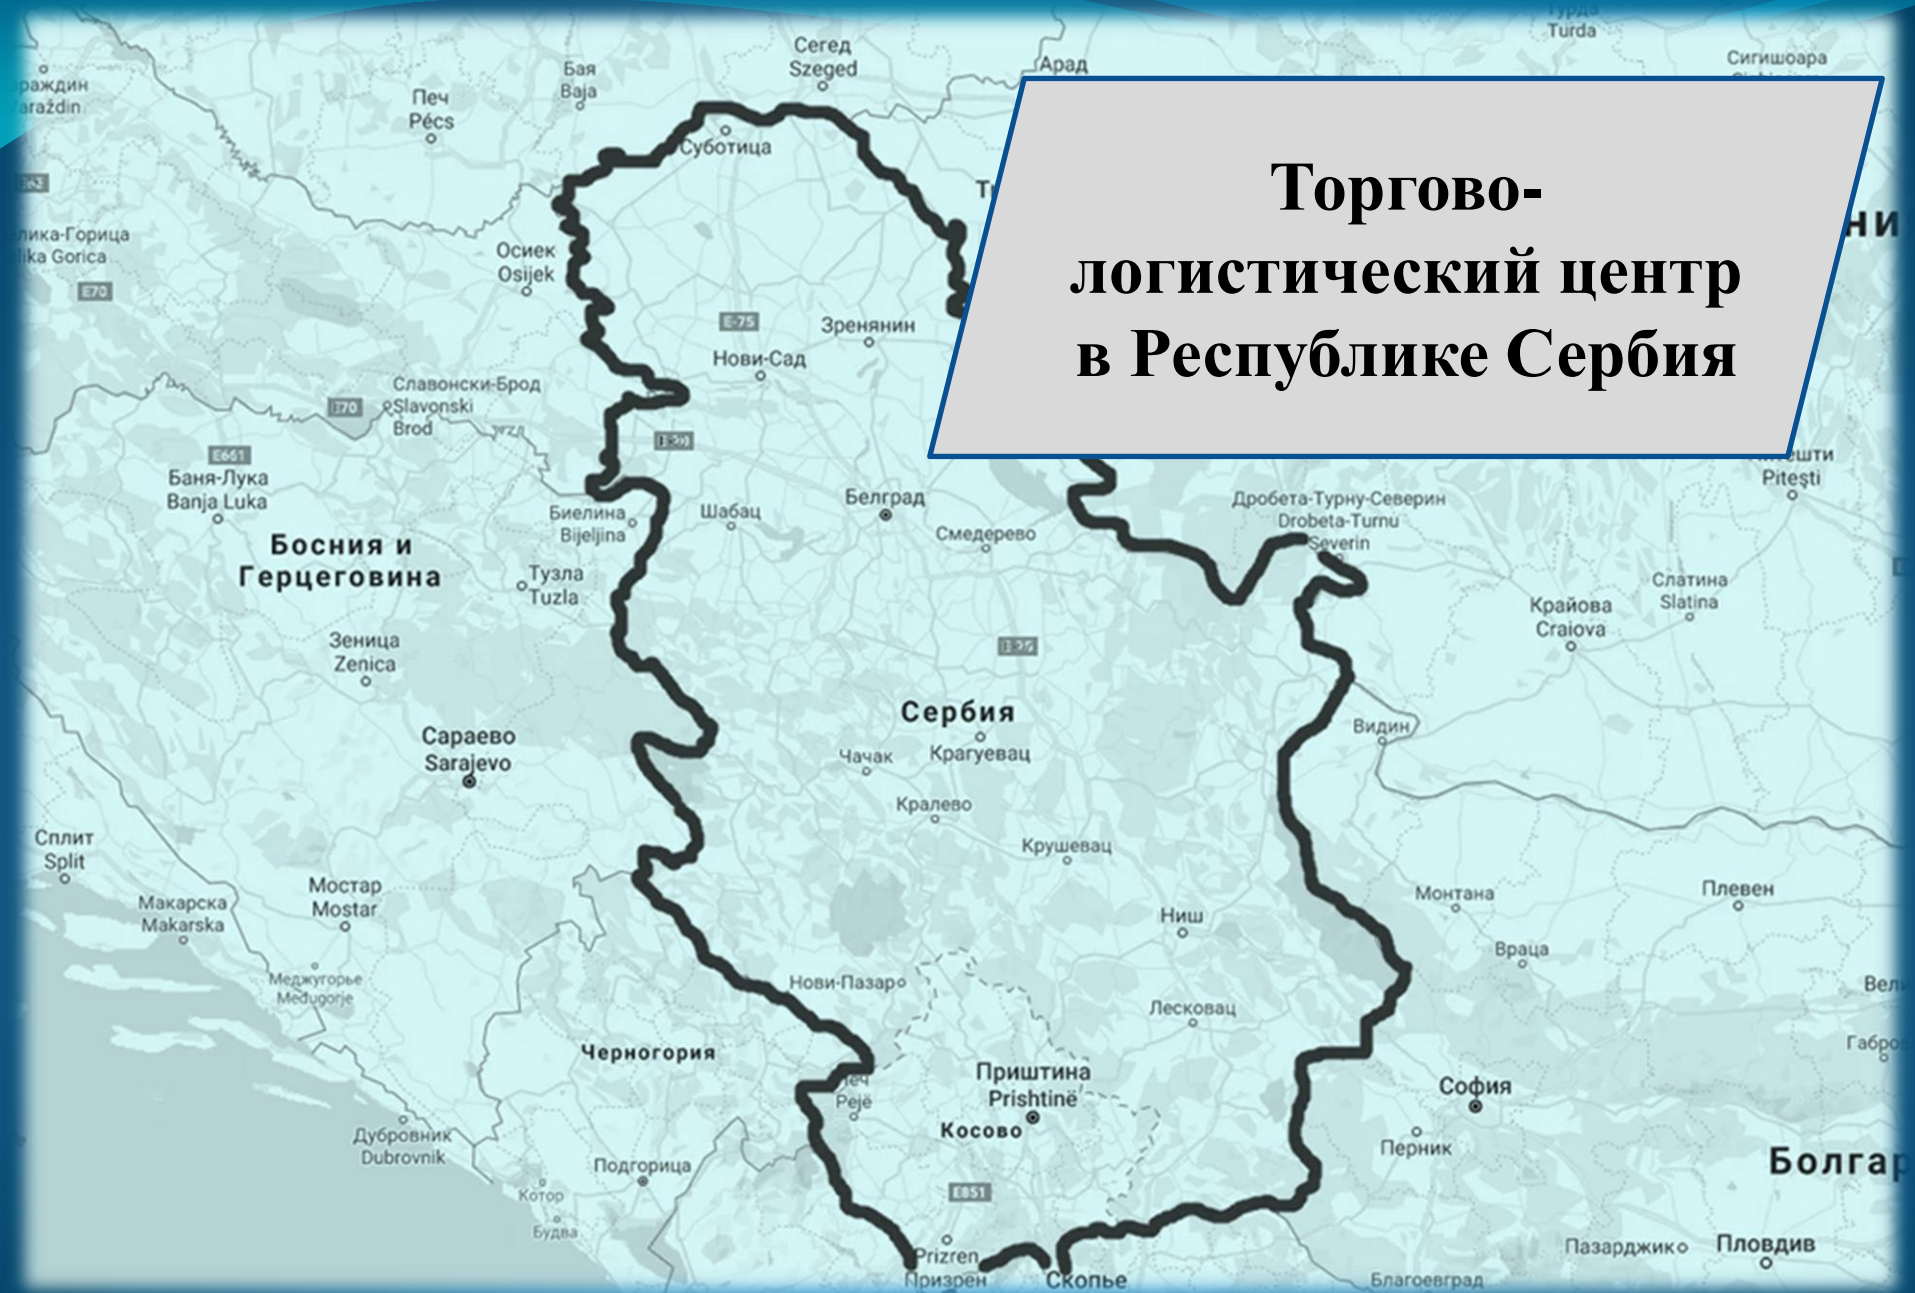 Turda
Сегед
Szeged
Сигишоара
Бая
Baja
Арад
Печ
Pécs
Суботица
Торгово-
логистический центр
в Республике Сербия
Осиек
Osijek
E70
E-75
Зренянин
Нови-Сад
Славонски-Брод
Slavonski
Brod
E70
E661
Баня-Лука
Banja Luka
Pitești
Биелина
Bijeljina
Шабац
Белград
Смедерево
Дробета-Турну-Северин
Drobeta-Turnu
Severin
Босния и
Герцеговина
Тузла
Tuzla
Слатина
Slatina
Крайова
Craiova
Зеница
Zenica
Сербия
Крагуевац
Чачак
Видин
Сараево
Sarajevo
Кралево
Сплит
Split
Крушевац
Мостар
Mostar
Макарска
Makarska
Монтана
Плевен
Ниш
Враца
Меджугорье
Međugorje
Нови-Пазар
Лесковац
Черногория
Приштина
Prishtinë
Косово
Pejë
София
Перник
Дубровник
Dubrovnik
Подгорица
Котор
Будва
E851
Болгар
Prizren
Призрен
Скопье
Пазарджик
Пловдив
Благоевград